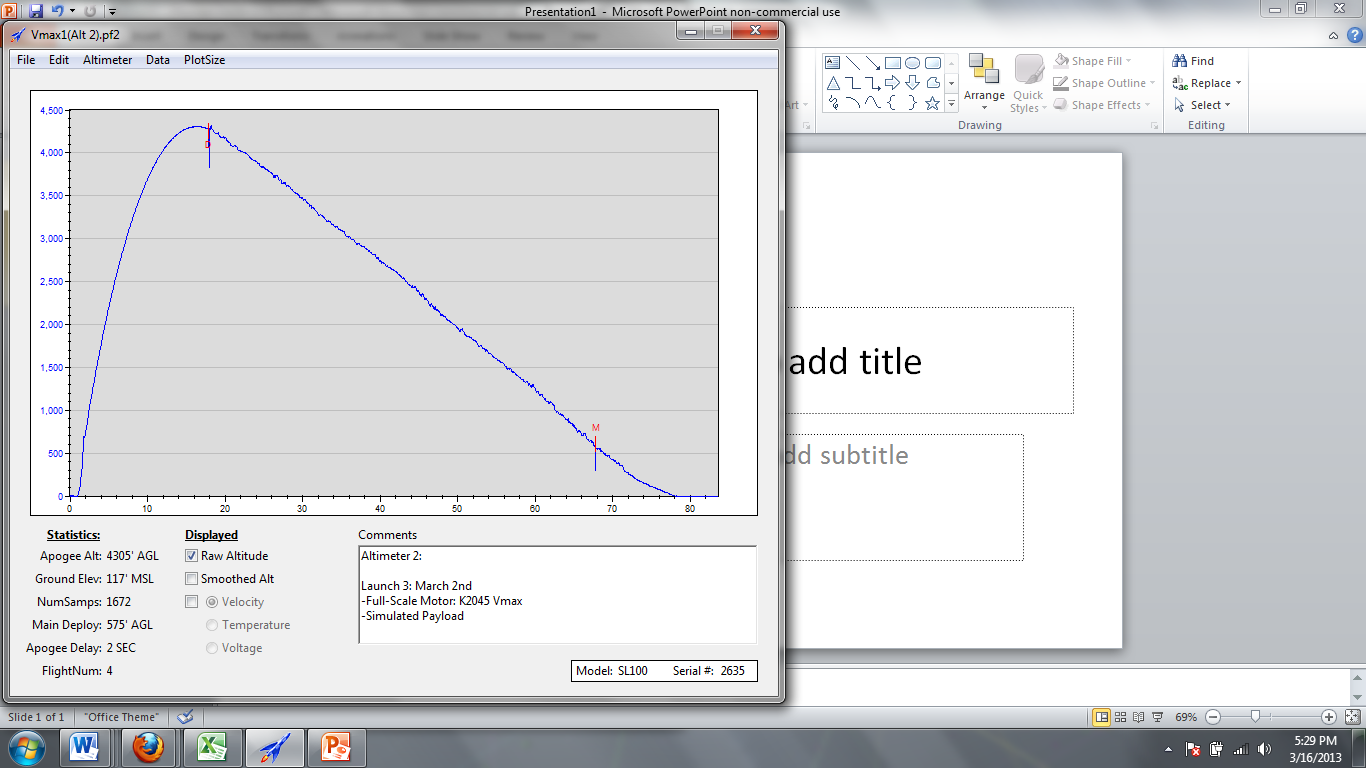 Presentation1 - Microsoft PowerPoint non-commercial use
Vmax1(Alt 2).pf2
File Edit Altimeter Data PlotSize
Art
Arrange
Quick Styles
Shape Fill
Shape Outline
Shape Effects
Drawing
Find
Replace
Select
Editing
4,500
4,000
3,500
3,000
2,500
2,000
1,500
1,000
500
0
D
M
0 10 20 30 40 50 60 70 80
Statistics:
Apogee Alt: 4305' AGL
Ground Elev: 117' MSL
NumSamps: 1672
Main Deploy: 575' AGL
Apogee Delay: 2 SEC
FlightNum: 4
Displayed
Raw Altitude
Smoothed Alt
Velocity
Temperature
Voltage
Comments
Altimeter 2:
Launch 3: March 2nd
-Full-Scale Motor: K2045 Vmax
-Simulated Payload
Model: SL100 Serial #: 2635
add title
dd subtitle
Slide 1 of 1 "Office Theme" 69%
5:29 PM
3/16/2013